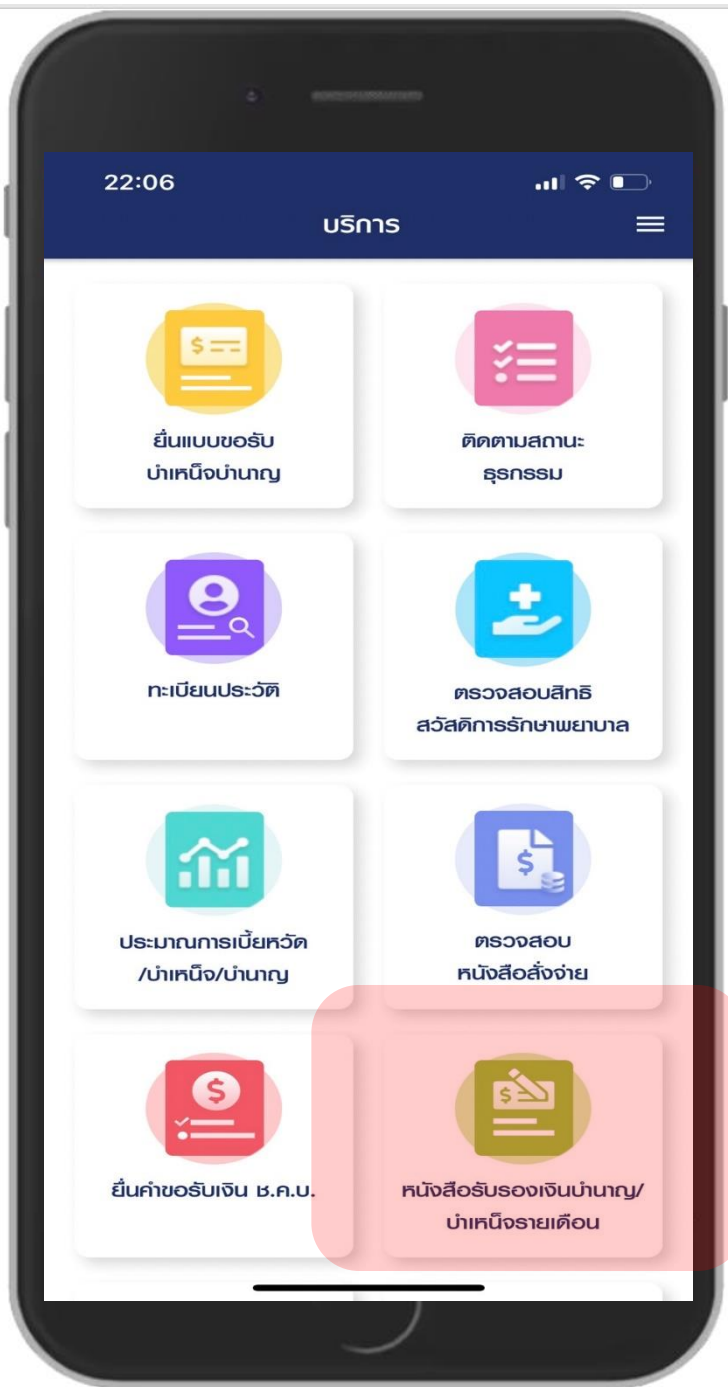 22:06
บริการ
$
ยื่นแบบขอรับ
บำเหน็จบำนาญ
ติดตามสถานะ
ธุรกรรม
ทะเบียนประวัติ
ตรวจสอบสิทธิ
สวัสดิการรักษาพยาบาล
ประมาณการเบี้ยหวัด
/บำเหน็จ/บำนาญ
$
ตรวจสอบ
หนังสือสั่งจ่าย
$
ยื่นคำขอรับเงิน ช.ค.บ.
$
หนังสือรับรองเงินบำนาญ/
บำเหน็จรายเดือน